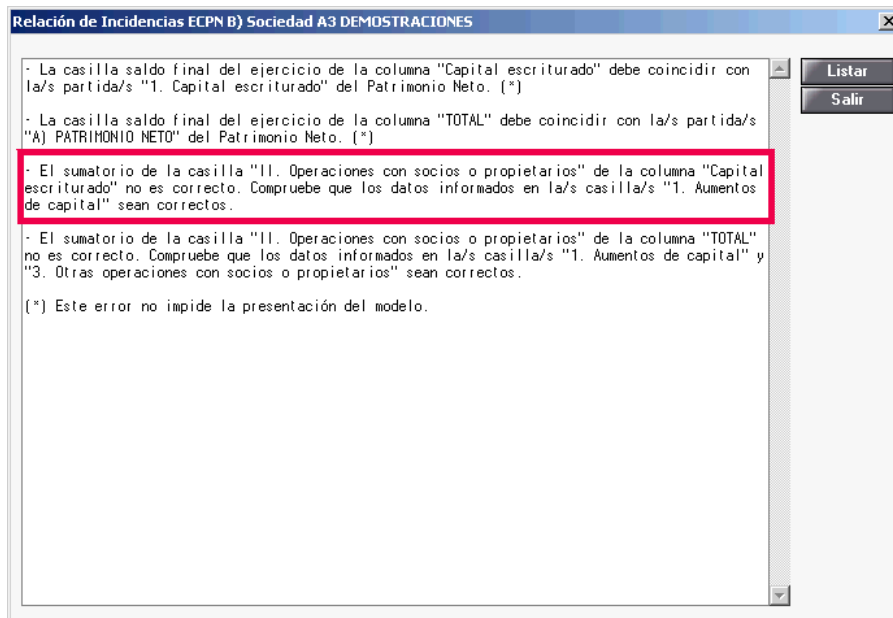 Relación de Incidencias ECPN B) Sociedad A3 DEMOSTRACIONES
- La casilla saldo final del ejercicio de la columna "Capital escriturado" debe coincidir con
la/s partida/s "1. Capital escriturado" del Patrimonio Neto. (*)
- La casilla saldo final del ejercicio de la columna "TOTAL" debe coincidir con la/s partida/s
"A) PATRIMONIO NETO" del Patrimonio Neto. (*)
- El sumatorio de la casilla "II. Operaciones con socios o propietarios" de la columna "Capital
escriturado" no es correcto. Compruebe que los datos informados en la/s casilla/s "1. Aumentos
de capital" sean correctos.
- El sumatorio de la casilla "II. Operaciones con socios o propietarios" de la columna "TOTAL"
no es correcto. Compruebe que los datos informados en la/s casilla/s "1. Aumentos de capital" y
"3. Otras operaciones con socios o propietarios" sean correctos.
(*) Este error no impide la presentación del modelo.
Listar
Salir